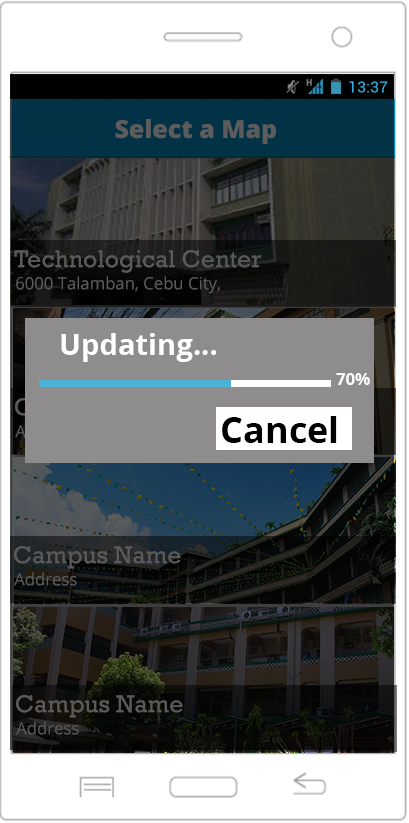 H
13:37
Select a Map
Technological Center
6000 Talamban, Cebu City,
Updating...
70%
Cancel
Campus Name
Address
Campus Name
Address